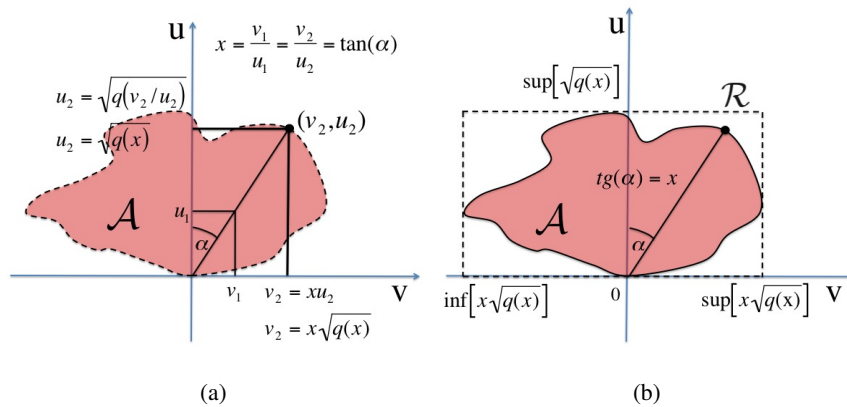 u
x = v₁/u₁ = v₂/u₂ = tan(α)
u₂ = √q(v₂/u₂)
u₂ = √q(x)
(v₂,u₂)
𝒜
u₁
α
v₁
v₂ = xu₂
v
v₂ = x√q(x)
(a)
u
sup[√q(x)]
ℛ
tg(α) = x
𝒜
α
inf[x√q(x)]
0
sup[x√q(x)]
v
(b)